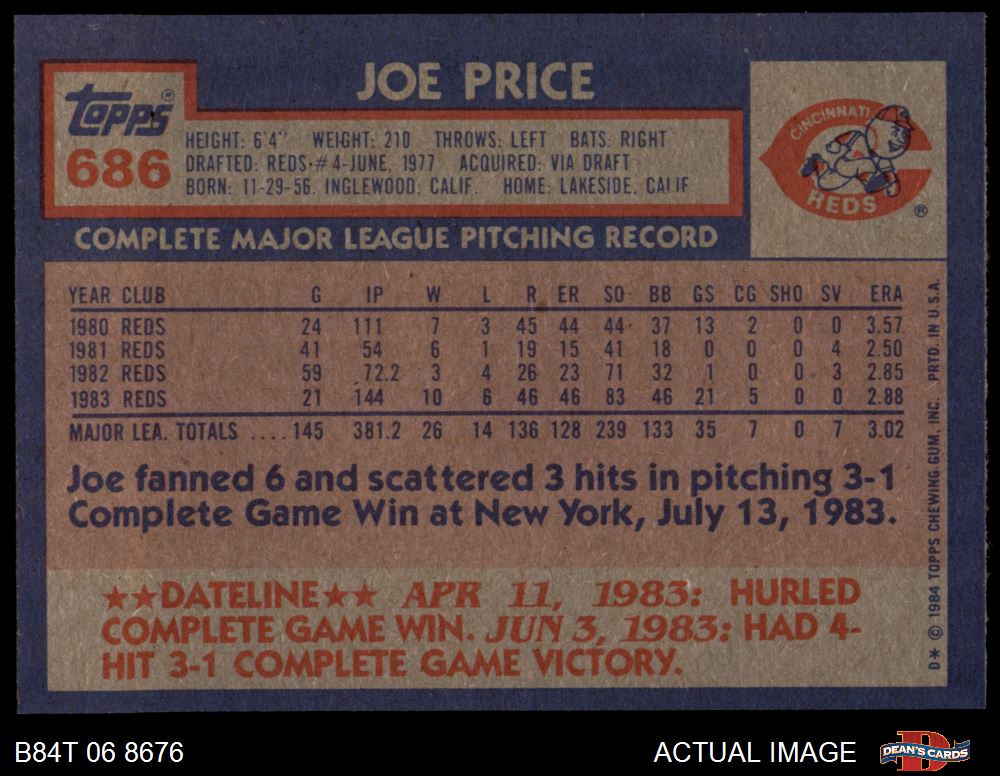 JOE PRICE
Topps®
686
HEIGHT: 6'4" WEIGHT: 210 THROWS: LEFT BATS: RIGHT
DRAFTED: REDS-#4-JUNE, 1977 ACQUIRED: VIA DRAFT
BORN: 11-29-56, INGLEWOOD, CALIF. HOME: LAKESIDE, CALIF
CINCINNATI
REDS
®
COMPLETE MAJOR LEAGUE PITCHING RECORD
YEAR CLUB G IP W L R ER SO BB GS CG SHO SV ERA
1980 REDS 24 111 7 3 45 44 44 37 13 2 0 0 3.57
1981 REDS 41 54 6 1 19 15 41 18 0 0 0 4 2.50
1982 REDS 59 72.2 3 4 26 23 71 32 1 0 0 3 2.85
1983 REDS 21 144 10 6 46 46 83 46 21 5 0 0 2.88
MAJOR LEA. TOTALS ....145 381.2 26 14 136 128 239 133 35 7 0 7 3.02
Joe fanned 6 and scattered 3 hits in pitching 3-1
Complete Game Win at New York, July 13, 1983.
★★DATELINE★★ APR 11, 1983: HURLED
COMPLETE GAME WIN. JUN 3, 1983: HAD 4-
HIT 3-1 COMPLETE GAME VICTORY.
D* © 1984 TOPPS CHEWING GUM, INC. PRTD. IN U.S.A.
B84T 06 8676
ACTUAL IMAGE
DEAN'S CARDS